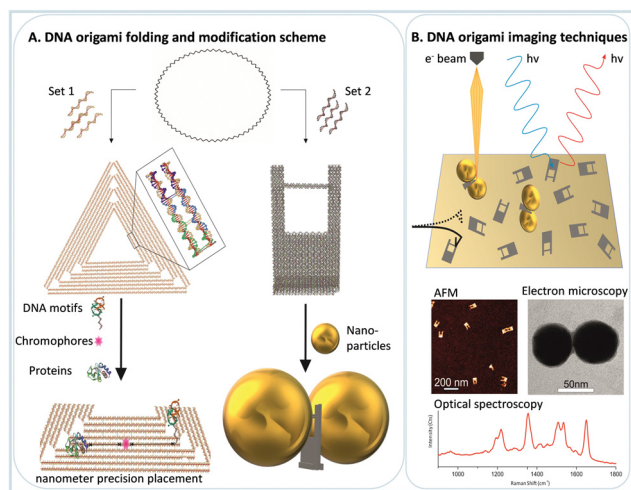 A. DNA origami folding and modification scheme
Set 1
Set 2
DNA motifs
Chromophores
Proteins
Nano-
particles
nanometer precision placement
B. DNA origami imaging techniques
e⁻ beam
hν
hν
AFM
Electron microscopy
200 nm
50nm
Optical spectroscopy
Intensity (Cts)
1000
1200
1400
1600
1800
Raman Shift (cm⁻¹)